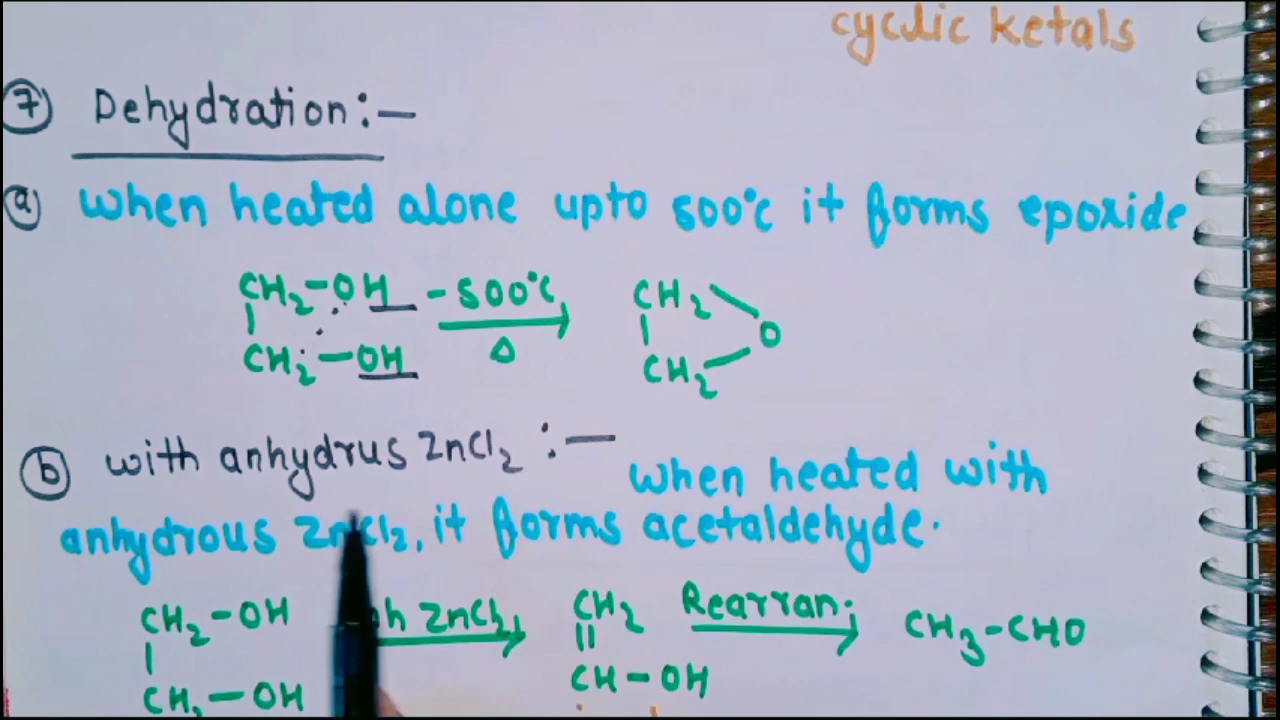 cyclic ketals
7 Dehydration:-
a when heated alone upto 500°C it forms epoxide
CH2-OH -500°C CH2
| Δ | O
CH2-OH CH2
b with anhydrus ZnCl2 :- when heated with
anhydrous ZnCl2, it forms acetaldehyde.
CH2-OH ZnCl2 CH2 Rearran; CH3-CHO
| ||
CH2-OH CH-OH